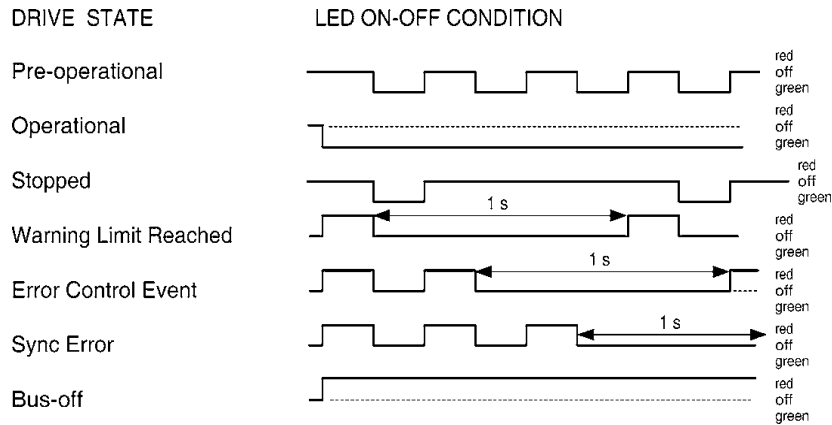 DRIVE STATE LED ON-OFF CONDITION
Pre-operational
red
off
green
Operational
red
off
green
Stopped
red
off
green
Warning Limit Reached
1 s
red
off
green
Error Control Event
1 s
red
off
green
Sync Error
1 s
red
off
green
Bus-off
red
off
green